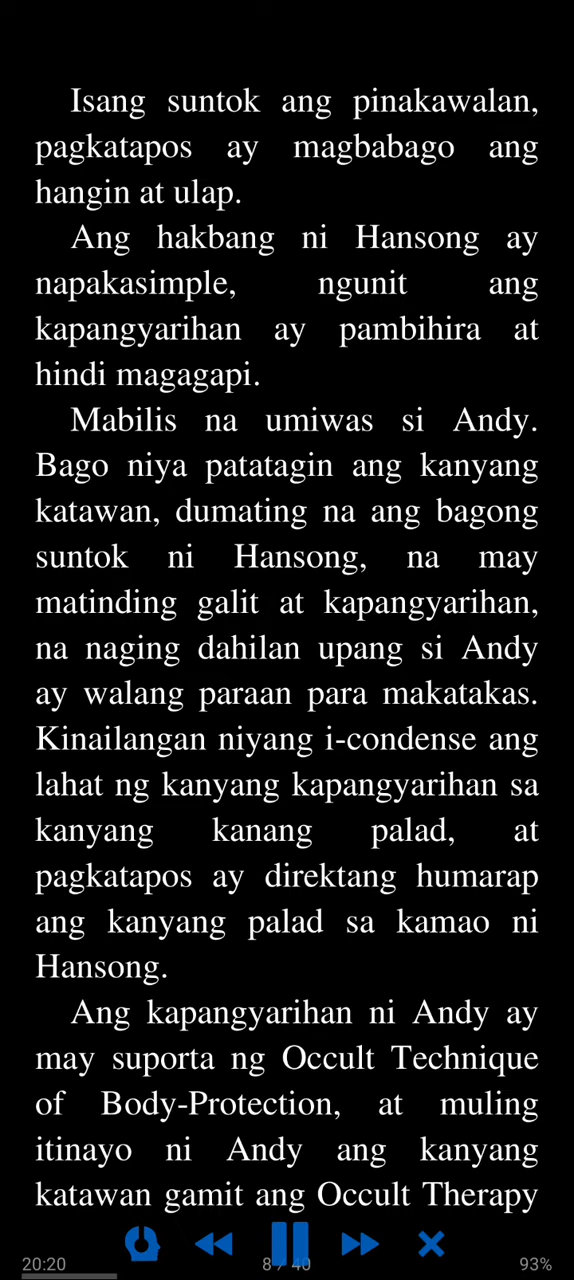 Isang suntok ang pinakawalan,
pagkatapos ay magbabago ang
hangin at ulap.
Ang hakbang ni Hansong ay
napakasimple, ngunit ang
kapangyarihan ay pambihira at
hindi magagapi.
Mabilis na umiwas si Andy.
Bago niya patatagin ang kanyang
katawan, dumating na ang bagong
suntok ni Hansong, na may
matinding galit at kapangyarihan,
na naging dahilan upang si Andy
ay walang paraan para makatakas.
Kinailangan niyang i-condense ang
lahat ng kanyang kapangyarihan sa
kanyang kanang palad, at
pagkatapos ay direktang humarap
ang kanyang palad sa kamao ni
Hansong.
Ang kapangyarihan ni Andy ay
may suporta ng Occult Technique
of Body-Protection, at muling
itinayo ni Andy ang kanyang
katawan gamit ang Occult Therapy
20:20 8 / 40 93%